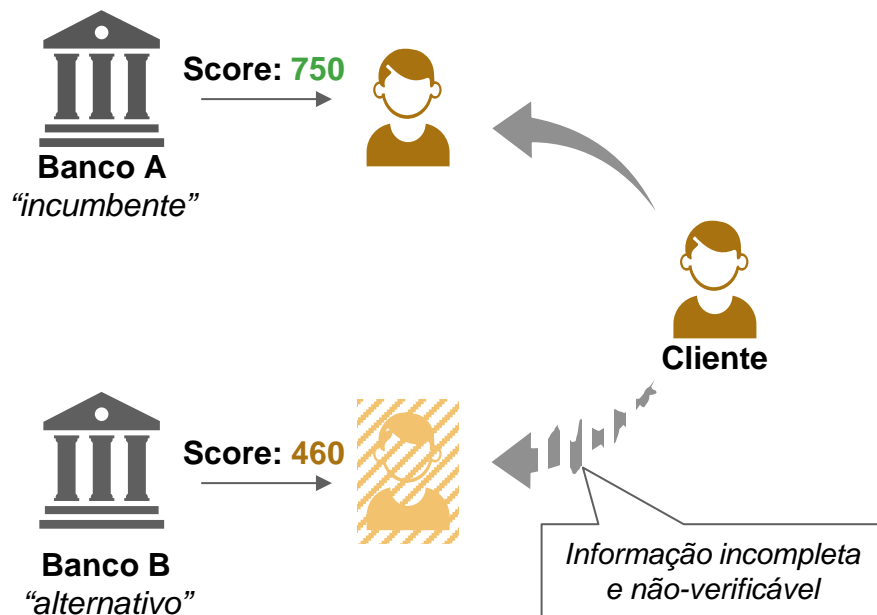 Score: 750
Banco A
“incumbente”
Cliente
Score: 460
Banco B
“alternativo”
Informação incompleta
e não-verificável